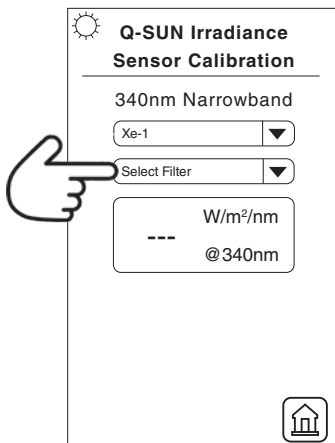 Q-SUN Irradiance
Sensor Calibration
340nm Narrowband
Xe-1
Select Filter
W/m²/nm
---
@340nm